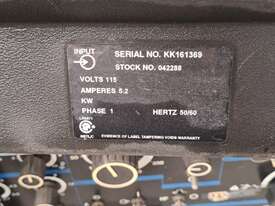 INPUT
SERIAL NO. KK161369
STOCK NO. 042288
VOLTS 115
AMPERES 5.2
KW
PHASE 1 HERTZ 50/60
EVIDENCE OF LABEL TAMPERING VOIDS WARRANTY